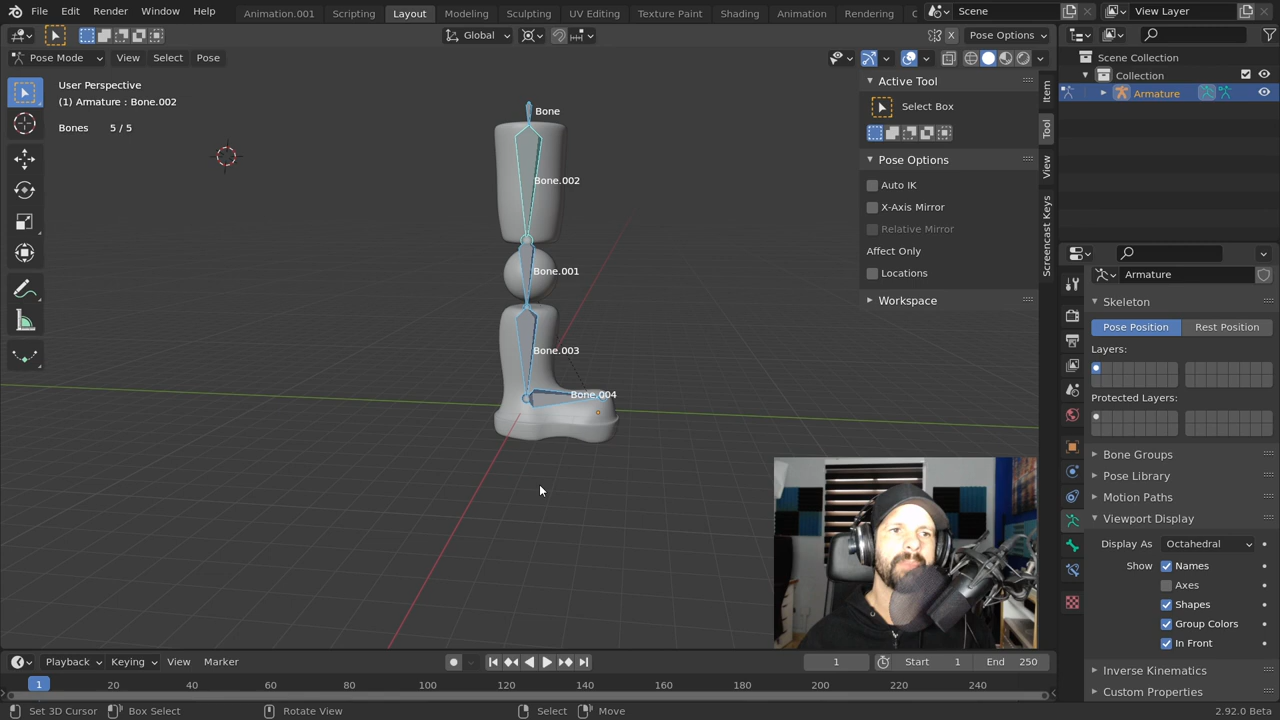 File Edit Render Window Help
Animation.001 Scripting Layout Modeling Sculpting UV Editing Texture Paint Shading Animation Rendering
Scene
View Layer
Global
X
Pose Options
Pose Mode View Select Pose
User Perspective
(1) Armature : Bone.002
Bones 5 / 5
Bone
Bone.002
Bone.001
Bone.003
Bone.004
Active Tool
Select Box
Pose Options
Auto IK
X-Axis Mirror
Relative Mirror
Affect Only
Locations
Workspace
Item
Tool
View
Screencast Keys
Scene Collection
Collection
Armature
Armature
Skeleton
Pose Position Rest Position
Layers:
Protected Layers:
Bone Groups
Pose Library
Motion Paths
Viewport Display
Display As Octahedral
Show Names
Axes
Shapes
Group Colors
In Front
Inverse Kinematics
Custom Properties
Playback Keying View Marker
1
Start 1
End 250
1 20 40 60 80 100 120 140 160 180 200 220 240
Set 3D Cursor Box Select Rotate View Select Move
2.92.0 Beta